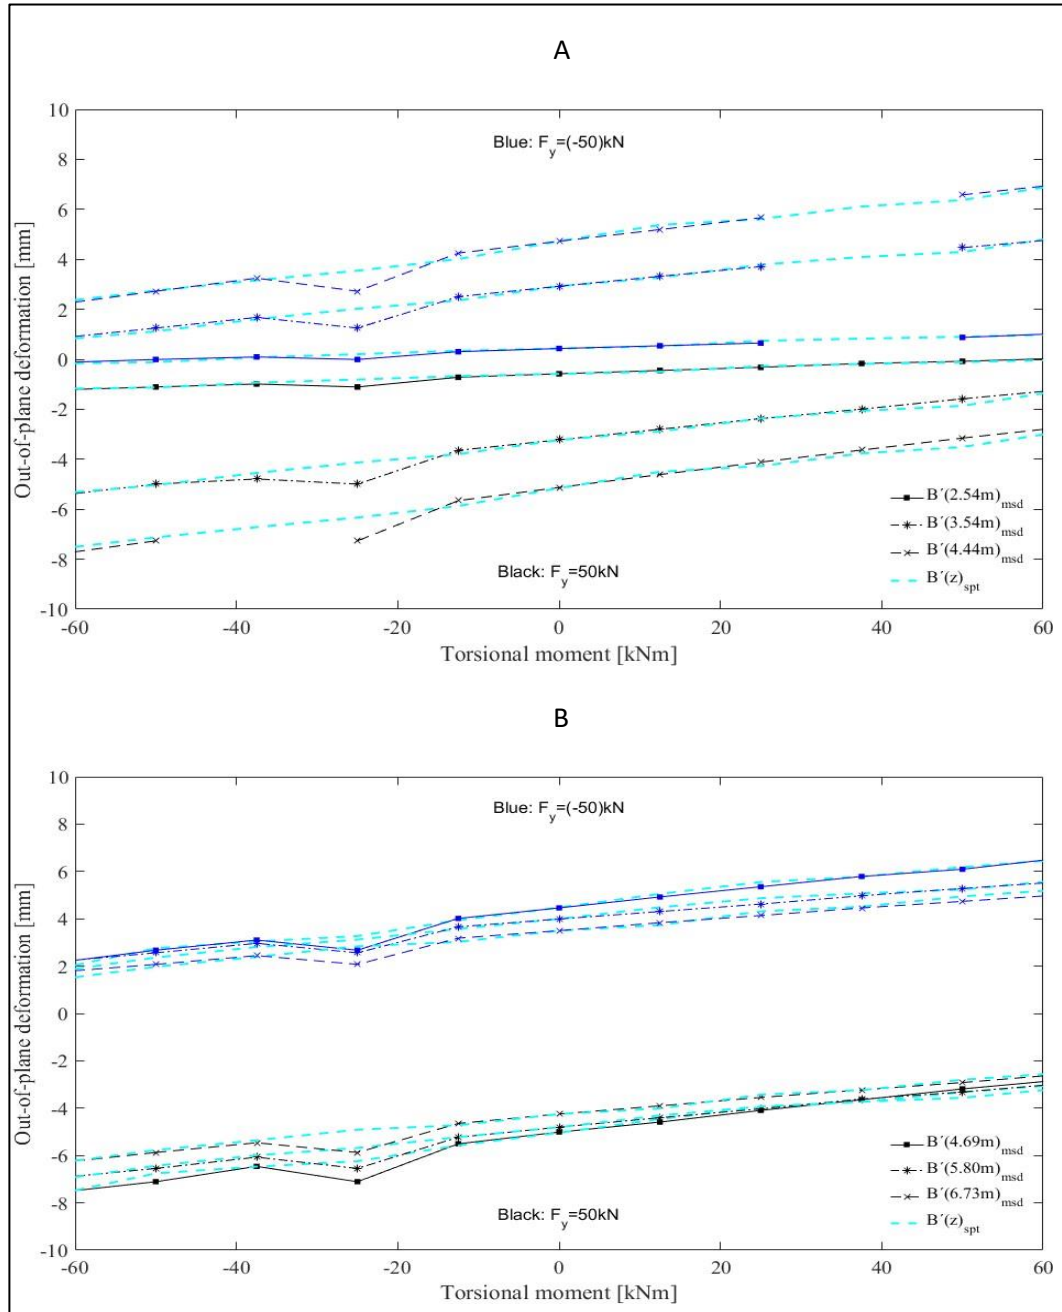 A
10
8
6
4
2
0
-2
-4
-6
-8
-10
Out-of-plane deformation [mm]
Blue: F_y=(-50)kN
Black: F_y=50kN
B´(2.54m)_msd
B´(3.54m)_msd
B´(4.44m)_msd
B´(z)_spt
-60 -40 -20 0 20 40 60
Torsional moment [kNm]
B
10
8
6
4
2
0
-2
-4
-6
-8
-10
Out-of-plane deformation [mm]
Blue: F_y=(-50)kN
Black: F_y=50kN
B´(4.69m)_msd
B´(5.80m)_msd
B´(6.73m)_msd
B´(z)_spt
-60 -40 -20 0 20 40 60
Torsional moment [kNm]